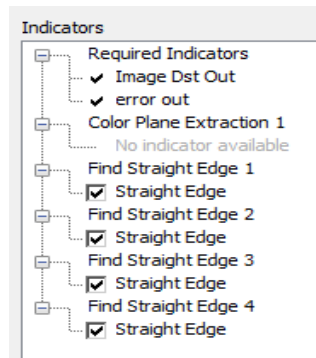 Indicators
Required Indicators
Image Dst Out
error out
Color Plane Extraction 1
No indicator available
Find Straight Edge 1
Straight Edge
Find Straight Edge 2
Straight Edge
Find Straight Edge 3
Straight Edge
Find Straight Edge 4
Straight Edge